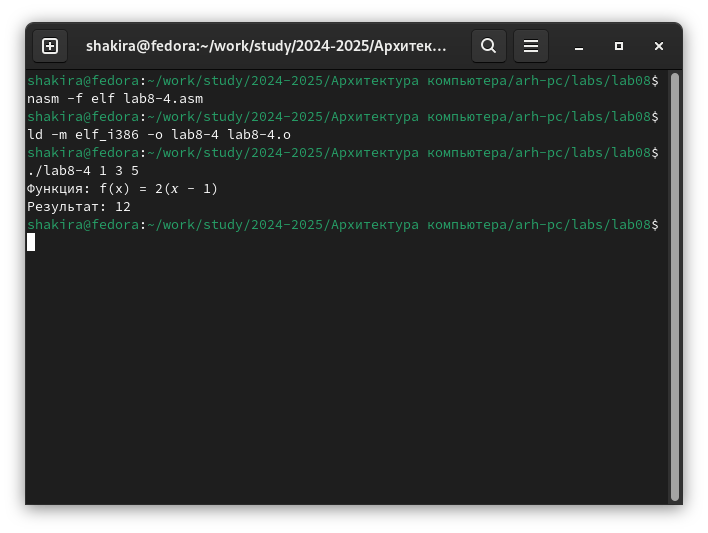 shakira@fedora:~/work/study/2024-2025/Архитек...
shakira@fedora:~/work/study/2024-2025/Архитектура компьютера/arh-pc/labs/lab08$
nasm -f elf lab8-4.asm
shakira@fedora:~/work/study/2024-2025/Архитектура компьютера/arh-pc/labs/lab08$
ld -m elf_i386 -o lab8-4 lab8-4.o
shakira@fedora:~/work/study/2024-2025/Архитектура компьютера/arh-pc/labs/lab08$
./lab8-4 1 3 5
Функция: f(x) = 2(𝑥 − 1)
Результат: 12
shakira@fedora:~/work/study/2024-2025/Архитектура компьютера/arh-pc/labs/lab08$